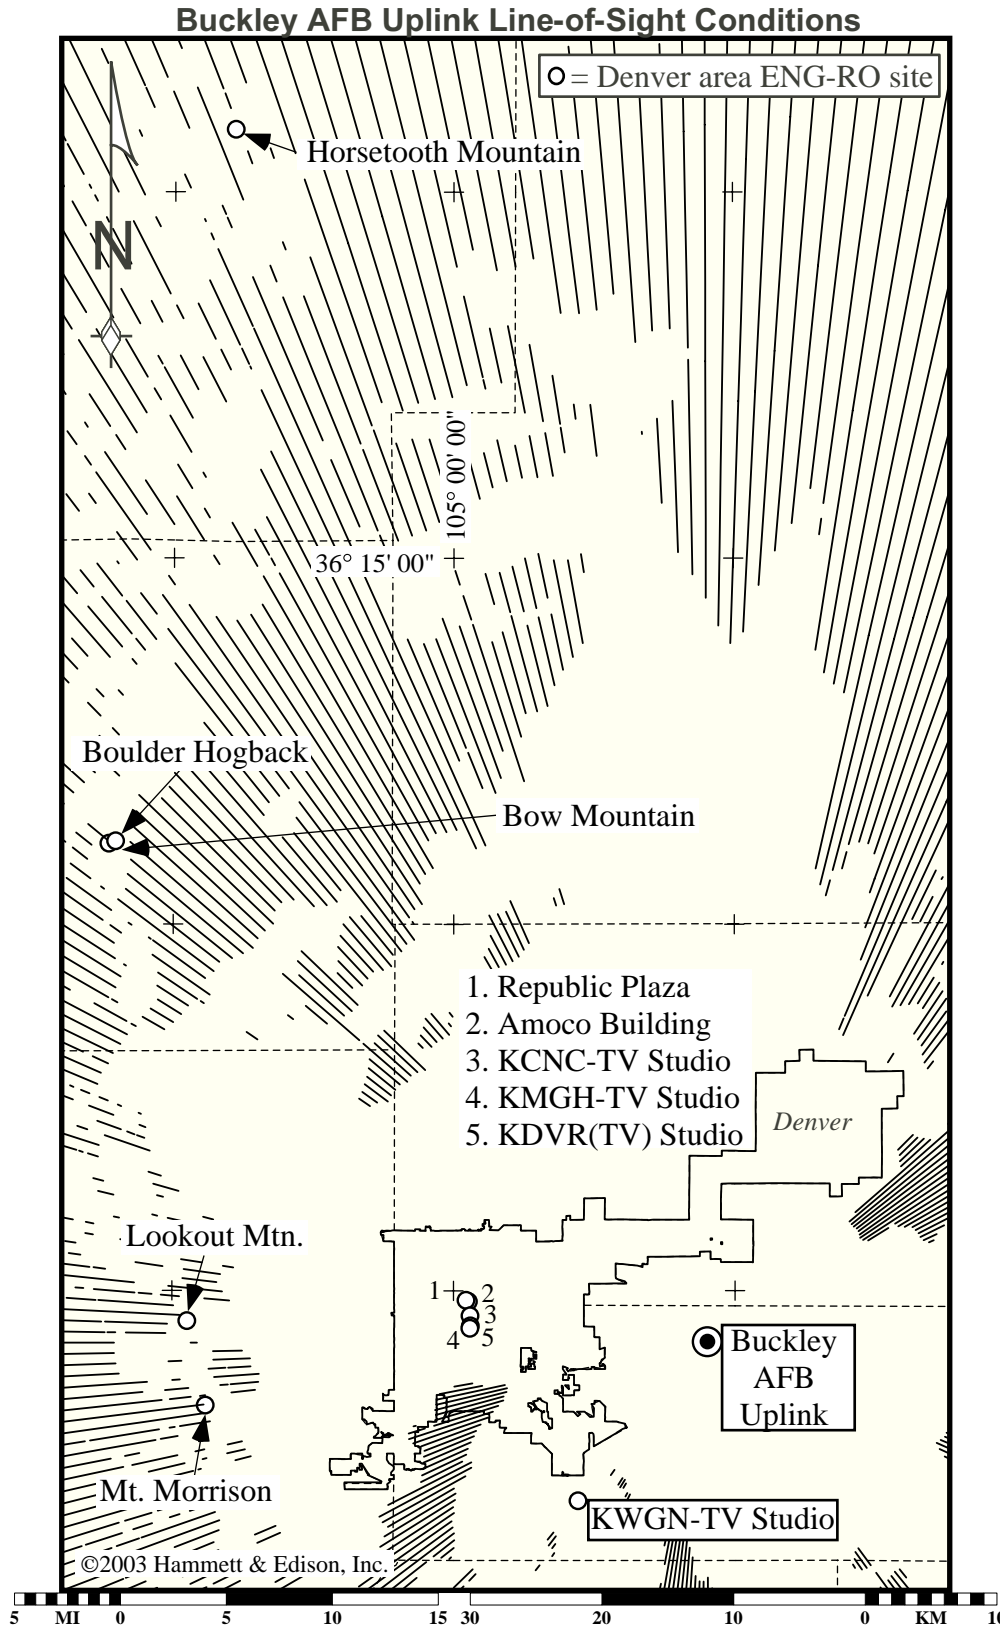 Buckley AFB Uplink Line-of-Sight Conditions
= Denver area ENG-RO site
Horsetooth Mountain
N
105° 00' 00"
36° 15' 00"
Boulder Hogback
Bow Mountain
1. Republic Plaza
2. Amoco Building
3. KCNC-TV Studio
4. KMGH-TV Studio
5. KDVR(TV) Studio
Denver
Lookout Mtn.
1
2
3
4 5
Buckley
AFB
Uplink
Mt. Morrison
KWGN-TV Studio
©2003 Hammett & Edison, Inc.
5 MI 0 5 10 15 30 20 10 0 KM 10